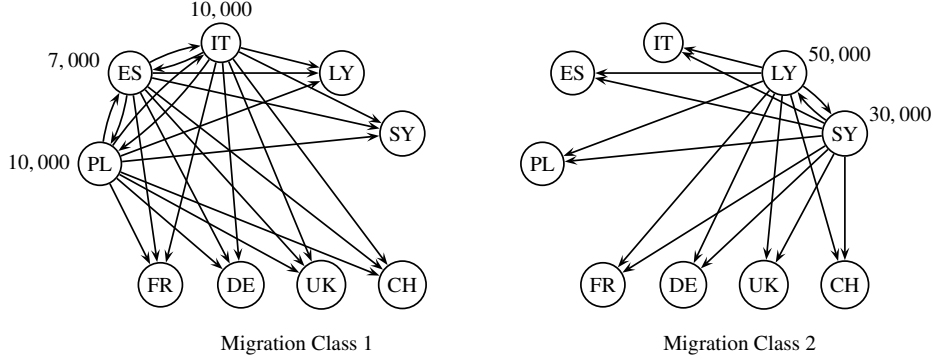 10, 000
IT
7, 000
ES
LY
SY
10, 000
PL
FR
DE
UK
CH
Migration Class 1
IT
50, 000
ES
LY
30, 000
SY
PL
FR
DE
UK
CH
Migration Class 2